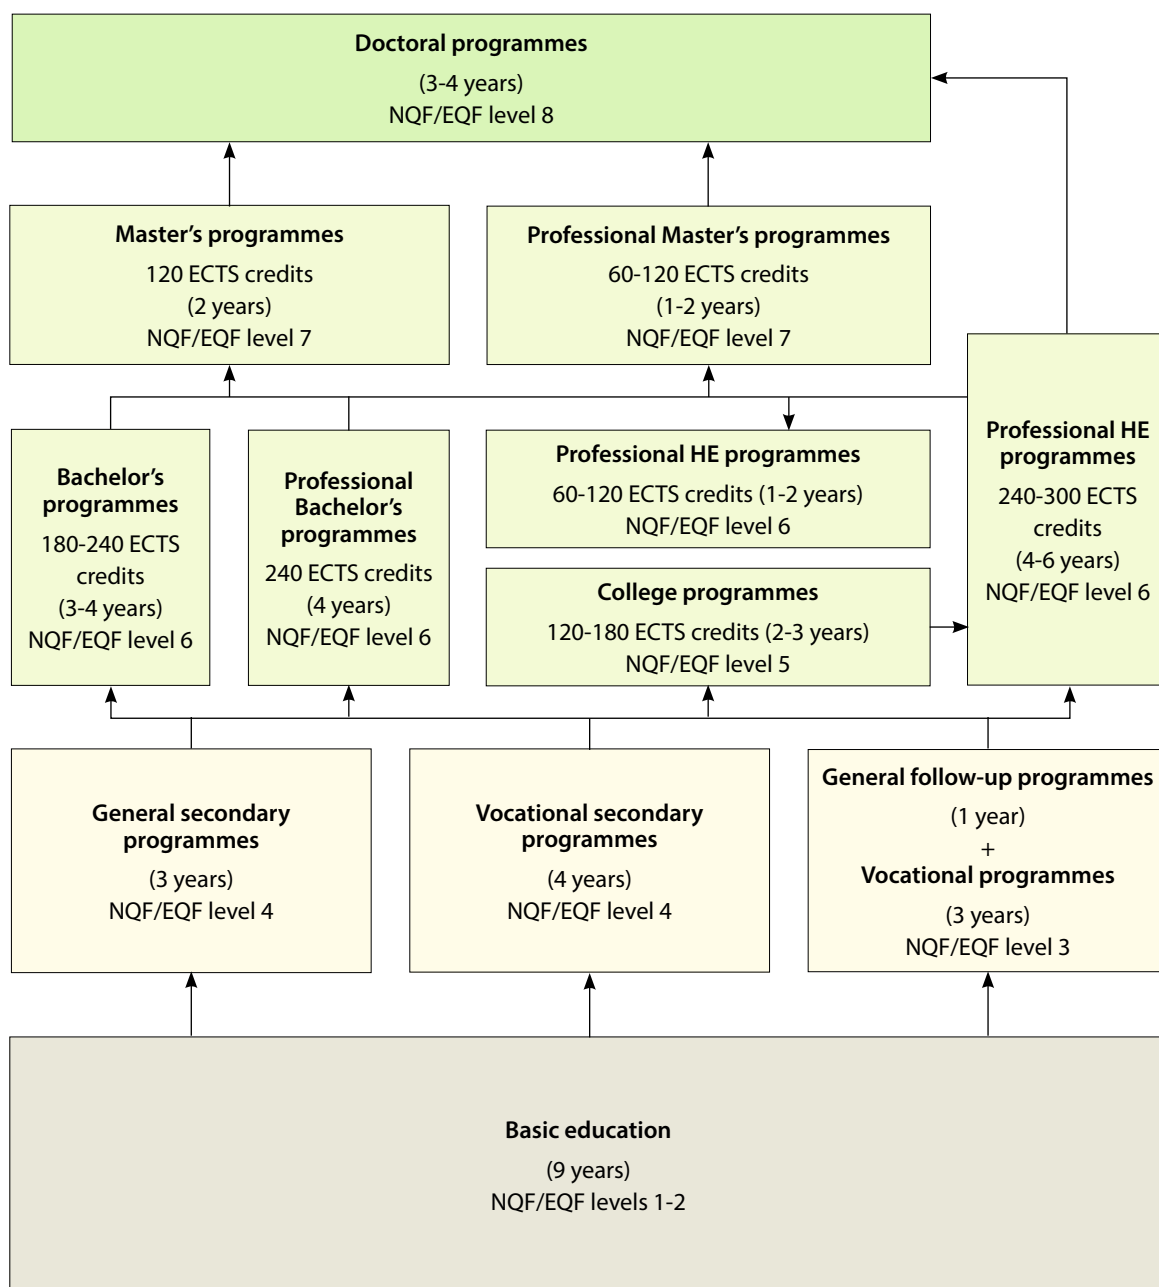 Doctoral programmes
(3-4 years)
NQF/EQF level 8
Master's programmes
120 ECTS credits
(2 years)
NQF/EQF level 7
Professional Master's programmes
60-120 ECTS credits
(1-2 years)
NQF/EQF level 7
Bachelor's
programmes
180-240 ECTS
credits
(3-4 years)
NQF/EQF level 6
Professional
Bachelor's
programmes
240 ECTS credits
(4 years)
NQF/EQF level 6
Professional HE programmes
60-120 ECTS credits (1-2 years)
NQF/EQF level 6
College programmes
120-180 ECTS credits (2-3 years)
NQF/EQF level 5
Professional HE
programmes
240-300 ECTS
credits
(4-6 years)
NQF/EQF level 6
General secondary
programmes
(3 years)
NQF/EQF level 4
Vocational secondary
programmes
(4 years)
NQF/EQF level 4
General follow-up programmes
(1 year)
+
Vocational programmes
(3 years)
NQF/EQF level 3
Basic education
(9 years)
NQF/EQF levels 1-2